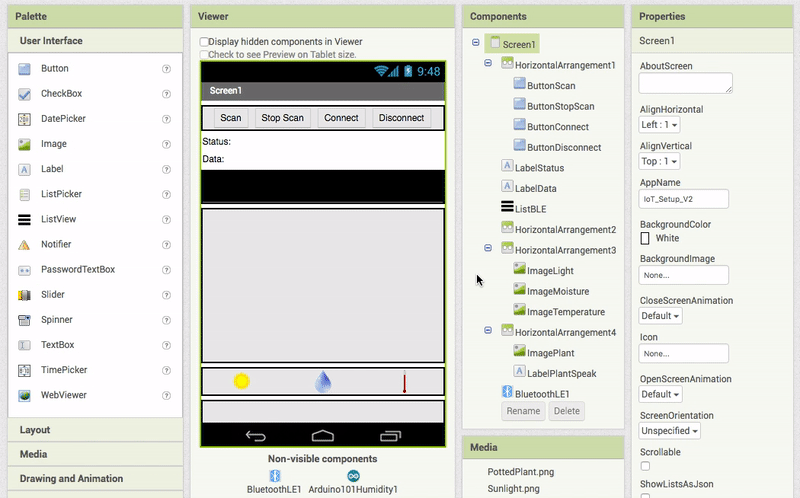 Palette
User Interface
Button
CheckBox
DatePicker
Image
Label
ListPicker
ListView
Notifier
PasswordTextBox
Slider
Spinner
TextBox
TimePicker
WebViewer
Layout
Media
Drawing and Animation
Viewer
Display hidden components in Viewer
Check to see Preview on Tablet size.
9:48
Screen1
Scan Stop Scan Connect Disconnect
Status:
Data:
Non-visible components
BluetoothLE1 Arduino101Humidity1
Components
Screen1
HorizontalArrangement1
ButtonScan
ButtonStopScan
ButtonConnect
ButtonDisconnect
LabelStatus
LabelData
ListBLE
HorizontalArrangement2
HorizontalArrangement3
ImageLight
ImageMoisture
ImageTemperature
HorizontalArrangement4
ImagePlant
LabelPlantSpeak
BluetoothLE1
Rename Delete
Media
PottedPlant.png
Sunlight.png
Properties
Screen1
AboutScreen
AlignHorizontal
Left : 1
AlignVertical
Top : 1
AppName
IoT_Setup_V2
BackgroundColor
White
BackgroundImage
None...
CloseScreenAnimation
Default
Icon
None...
OpenScreenAnimation
Default
ScreenOrientation
Unspecified
Scrollable
ShowListsAsJson